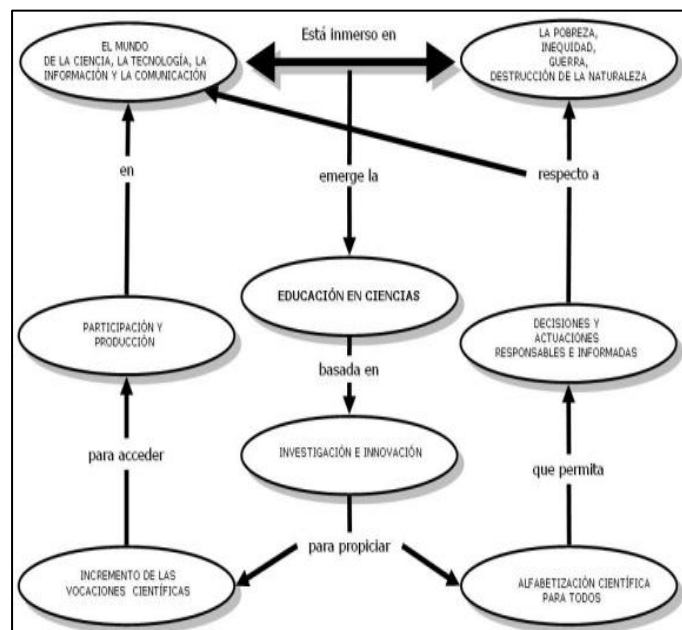 Está inmerso en
EL MUNDO
DE LA CIENCIA, LA TECNOLOGÍA, LA
INFORMACIÓN Y LA COMUNICACIÓN
LA POBREZA,
INEQUIDAD,
GUERRA,
DESTRUCCIÓN DE LA NATURALEZA
en
emerge la
respecto a
EDUCACIÓN EN CIENCIAS
PARTICIPACIÓN Y
PRODUCCIÓN
DECISIONES Y
ACTUACIONES
RESPONSABLES E INFORMADAS
basada en
para acceder
INVESTIGACIÓN E INNOVACIÓN
que permita
para propiciar
INCREMENTO DE LAS
VOCACIONES CIENTÍFICAS
ALFABETIZACIÓN CIENTÍFICA
PARA TODOS